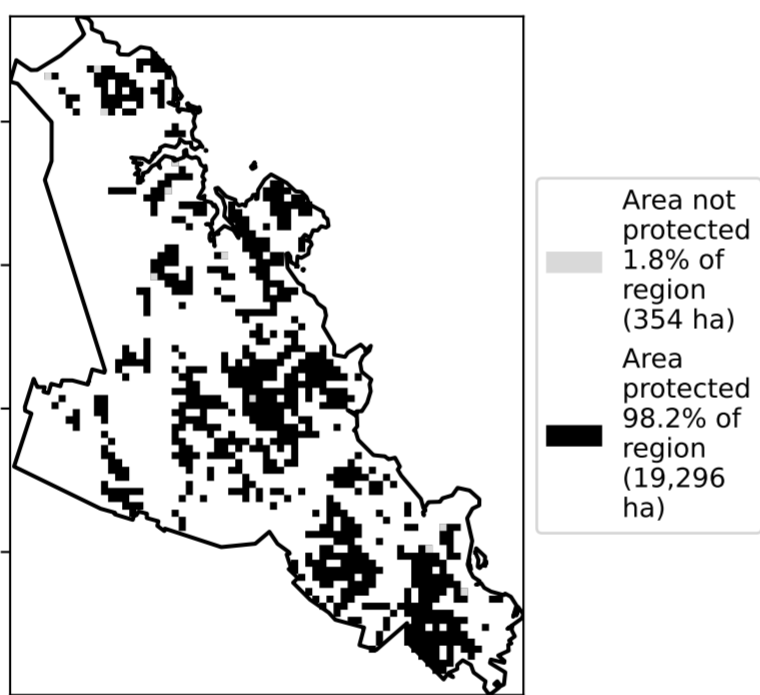 Area not
protected
1.8% of
region
(354 ha)
Area
protected
98.2% of
region
(19,296
ha)